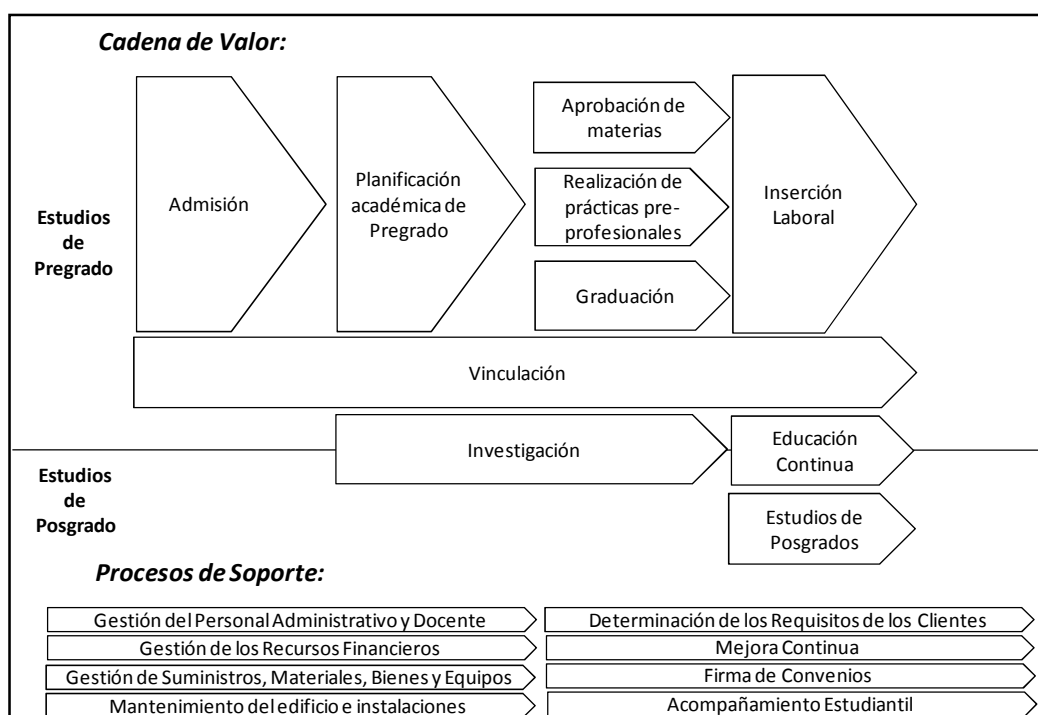 Cadena de Valor:
Estudios
de
Pregrado
Admisión
Planificación
académica de
Pregrado
Aprobación de
materias
Realización de
prácticas pre-
profesionales
Graduación
Inserción
Laboral
Vinculación
Investigación
Educación
Continua
Estudios
de
Posgrado
Estudios de
Posgrados
Procesos de Soporte:
Gestión del Personal Administrativo y Docente
Determinación de los Requisitos de los Clientes
Gestión de los Recursos Financieros
Mejora Continua
Gestión de Suministros, Materiales, Bienes y Equipos
Firma de Convenios
Mantenimiento del edificio e instalaciones
Acompañamiento Estudiantil